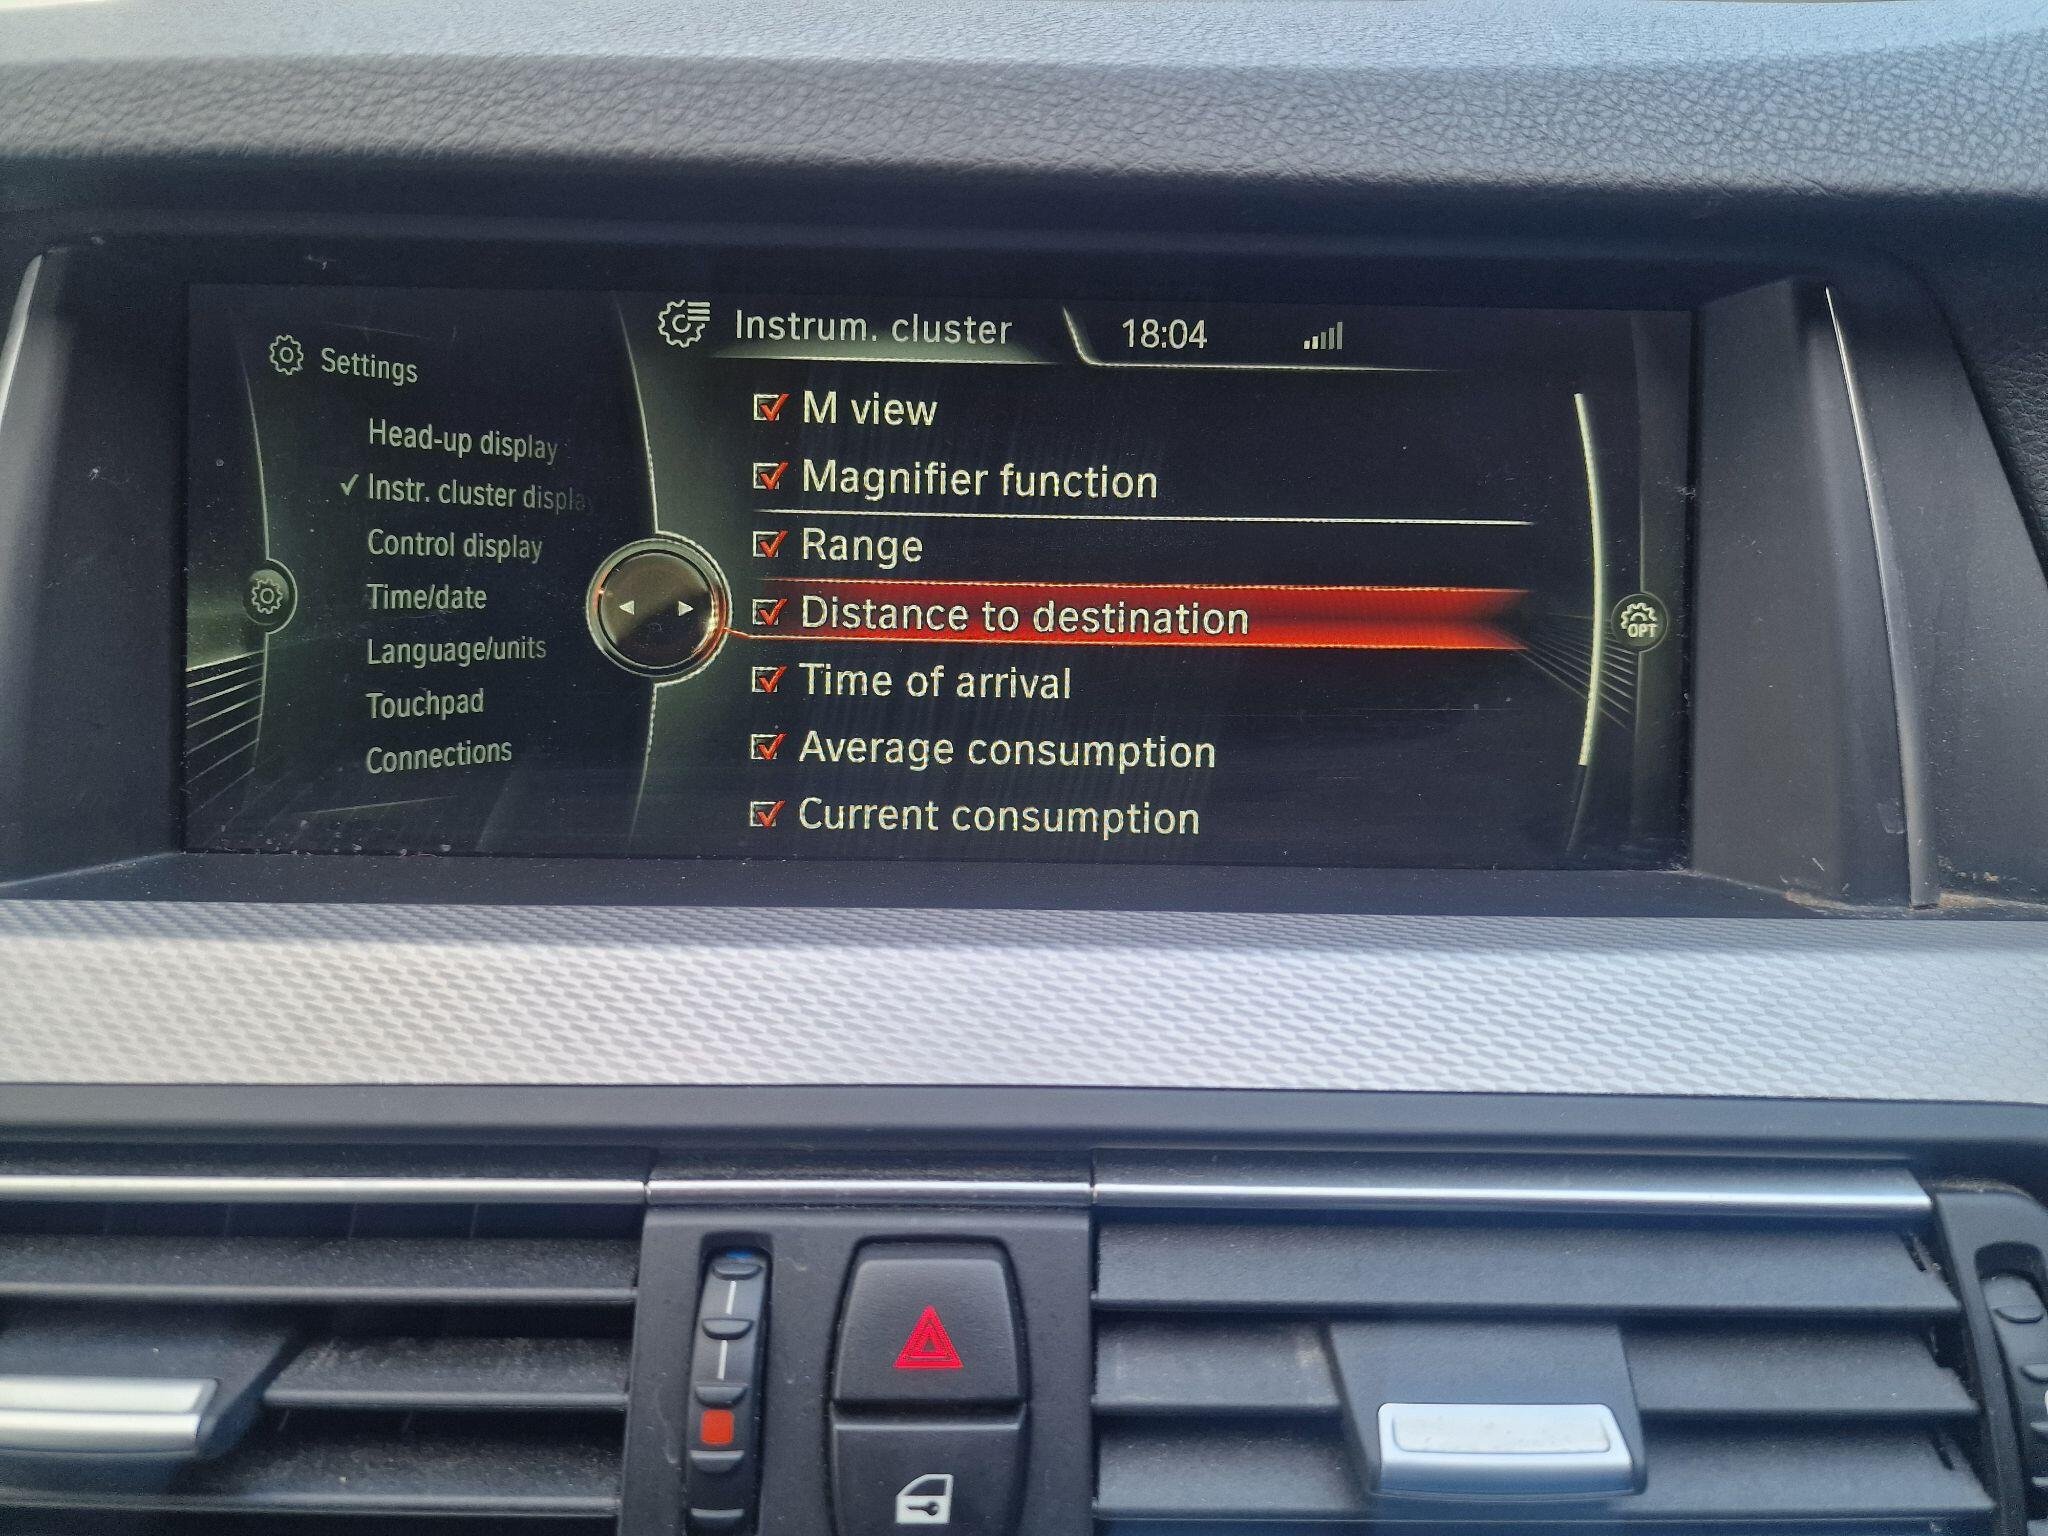 Instrum. cluster 18:04
Settings
Head-up display
Instr. cluster displa
Control display
Time/date
Language/units
Touchpad
Connections
M view
Magnifier function
Range
Distance to destination
Time of arrival
Average consumption
Current consumption
OPT